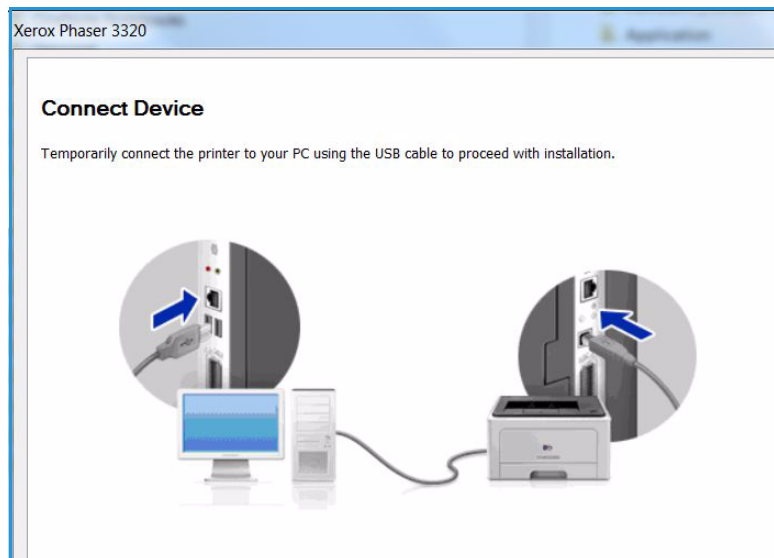 Xerox Phaser 3320
Application
Connect Device
Temporarily connect the printer to your PC using the USB cable to proceed with installation.